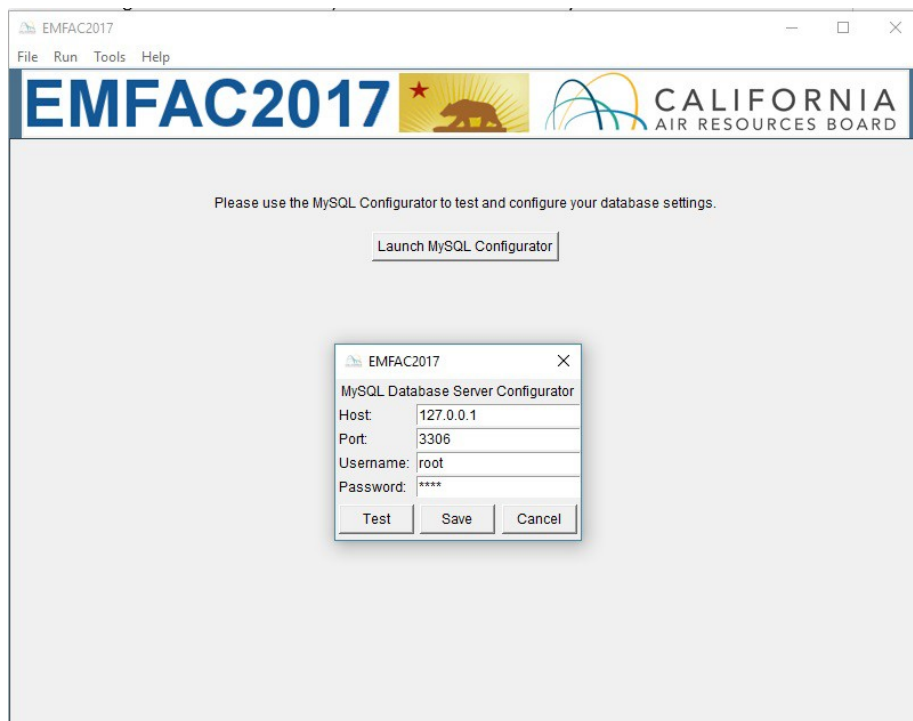 EMFAC2017
File Run Tools Help
EMFAC2017
CALIFORNIA
AIR RESOURCES BOARD
Please use the MySQL Configurator to test and configure your database settings.
Launch MySQL Configurator
EMFAC2017
MySQL Database Server Configurator
Host: 127.0.0.1
Port: 3306
Username: root
Password: ****
Test Save Cancel